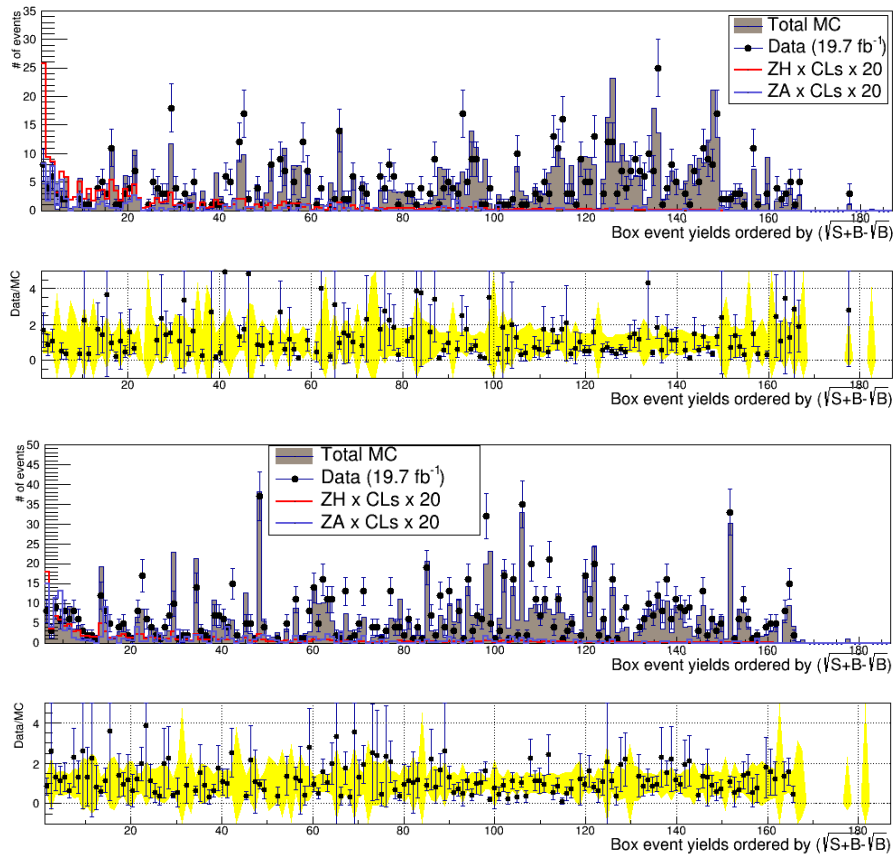 # of events
35
30
25
20
15
10
5
0
Total MC
Data (19.7 fb⁻¹)
ZH x CLs x 20
ZA x CLs x 20
20 40 60 80 100 120 140 160 180
Box event yields ordered by (√S+B-√B)
Data/MC
4
2
0
20 40 60 80 100 120 140 160 180
Box event yields ordered by (√S+B-√B)
# of events
50
45
40
35
30
25
20
15
10
5
0
Total MC
Data (19.7 fb⁻¹)
ZH x CLs x 20
ZA x CLs x 20
20 40 60 80 100 120 140 160 180
Box event yields ordered by (√S+B-√B)
Data/MC
4
2
0
20 40 60 80 100 120 140 160 180
Box event yields ordered by (√S+B-√B)